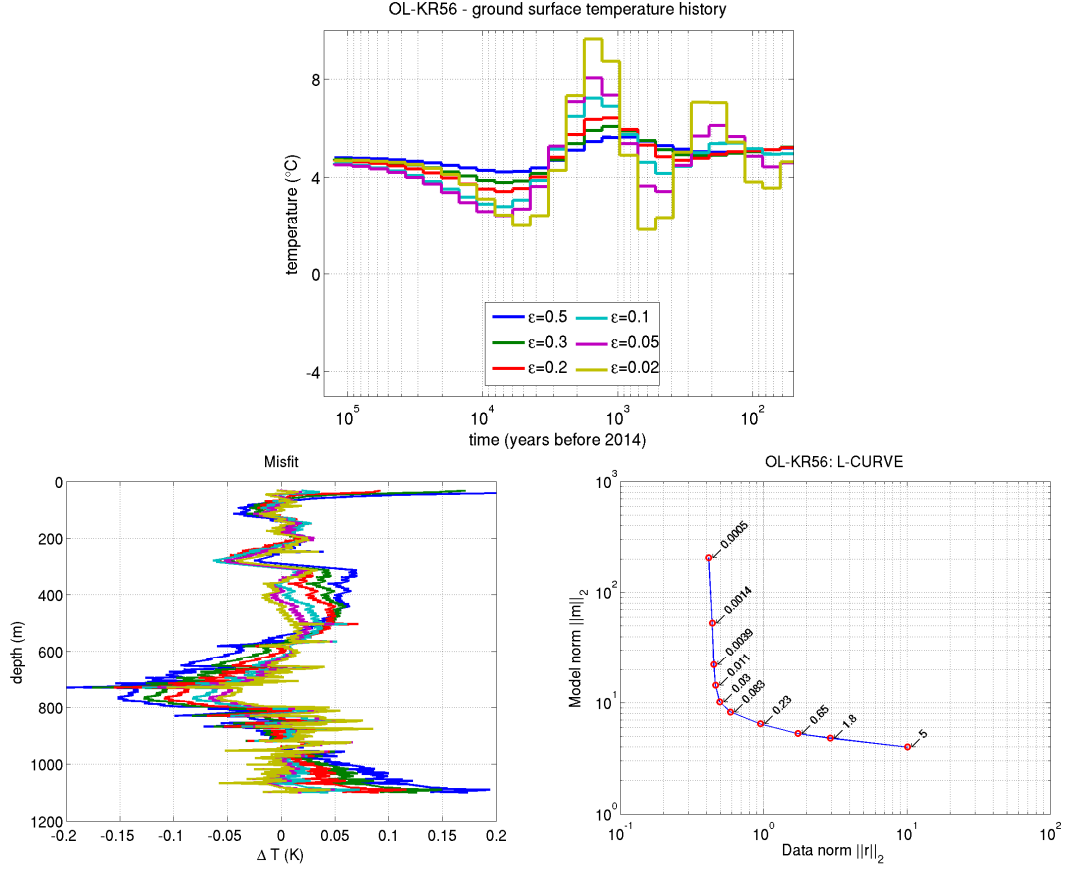 OL-KR56 - ground surface temperature history
8
4
0
-4
temperature (°C)
ε=0.5
ε=0.1
ε=0.3
ε=0.05
ε=0.2
ε=0.02
10^5
10^4
10^3
10^2
time (years before 2014)
Misfit
0
200
400
600
800
1000
1200
depth (m)
-0.2
-0.15
-0.1
-0.05
0
0.05
0.1
0.15
0.2
Δ T (K)
OL-KR56: L-CURVE
10^3
10^2
10^1
10^0
Model norm ||m||_2
0.0005
0.0014
0.0039
0.011
0.03
0.083
0.23
0.65
1.8
5
10^-1
10^0
10^1
10^2
Data norm ||r||_2